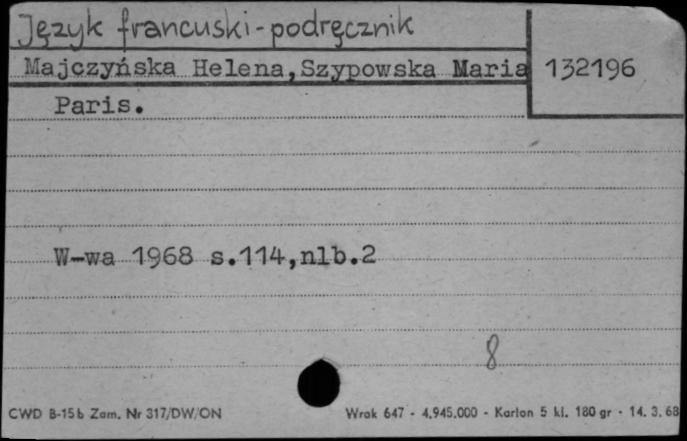 Język francuski-podręcznik
Majczyńska Helena,Szypowska Maria
132196
Paris.
W-wa 1968 s.114,nlb.2
8
CWD B-15b Zam. Nr 317/DW/ON
Wrak 647 - 4.945.000 - Karton 5 kl. 180 gr - 14. 3. 68